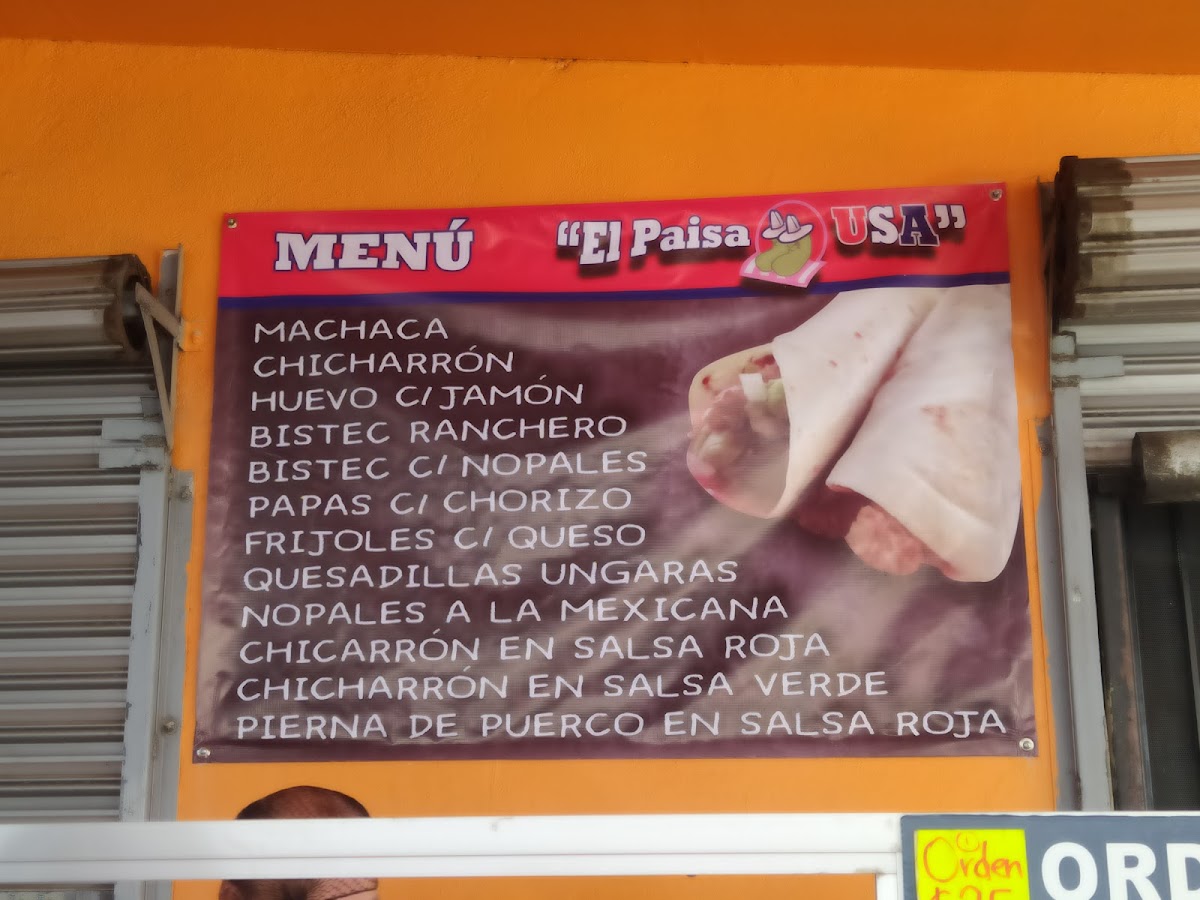 MENÚ "El Paisa USA"
MACHACA
CHICHARRÓN
HUEVO C/JAMÓN
BISTEC RANCHERO
BISTEC C/NOPALES
PAPAS C/ CHORIZO
FRIJOLES C/ QUESO
QUESADILLAS UNGARAS
NOPALES A LA MEXICANA
CHICARRÓN EN SALSA ROJA
CHICHARRÓN EN SALSA VERDE
PIERNA DE PUERCO EN SALSA ROJA
1
Orden
ORD